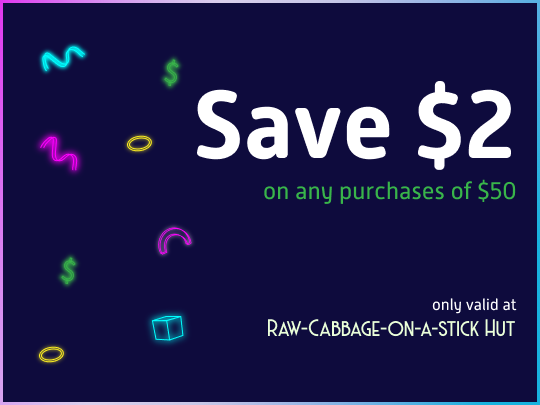 Save $2
on any purchases of $50
only valid at
Raw-Cabbage-on-a-stick Hut
$
$